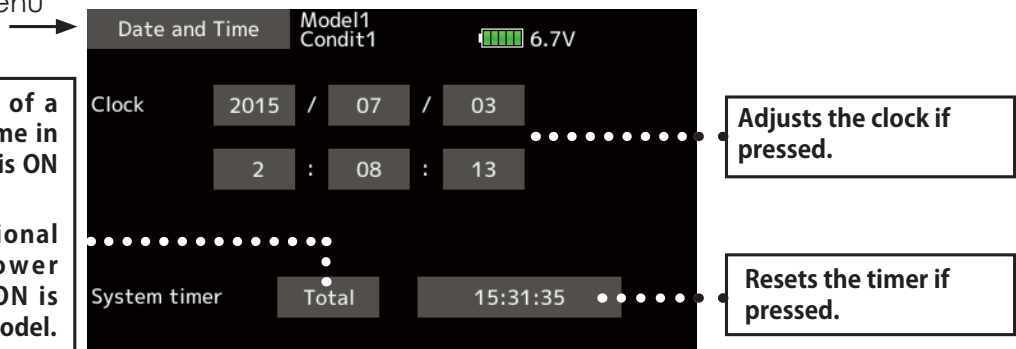 enu
Date and Time Model1
Condit1 6.7V
Clock 2015 / 07 / 03
2 : 08 : 13
System timer Total 15:31:35
of a
me in
is ON
ional
ower
ON is
odel.
Adjusts the clock if
pressed.
Resets the timer if
pressed.